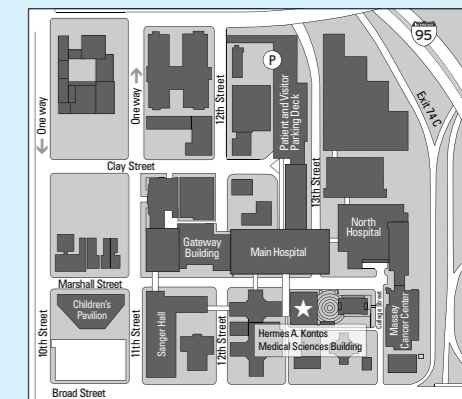 95
Exit 74 C
P
Patient and Visitor
Parking Deck
One way
One way
12th Street
Clay Street
13th Street
North
Hospital
Gateway
Building
Main Hospital
Marshall Street
Children's
Pavilion
10th Street
11th Street
Sanger Hall
12th Street
College Street
Massey
Cancer Center
Hermes A. Kontos
Medical Sciences Building
Broad Street